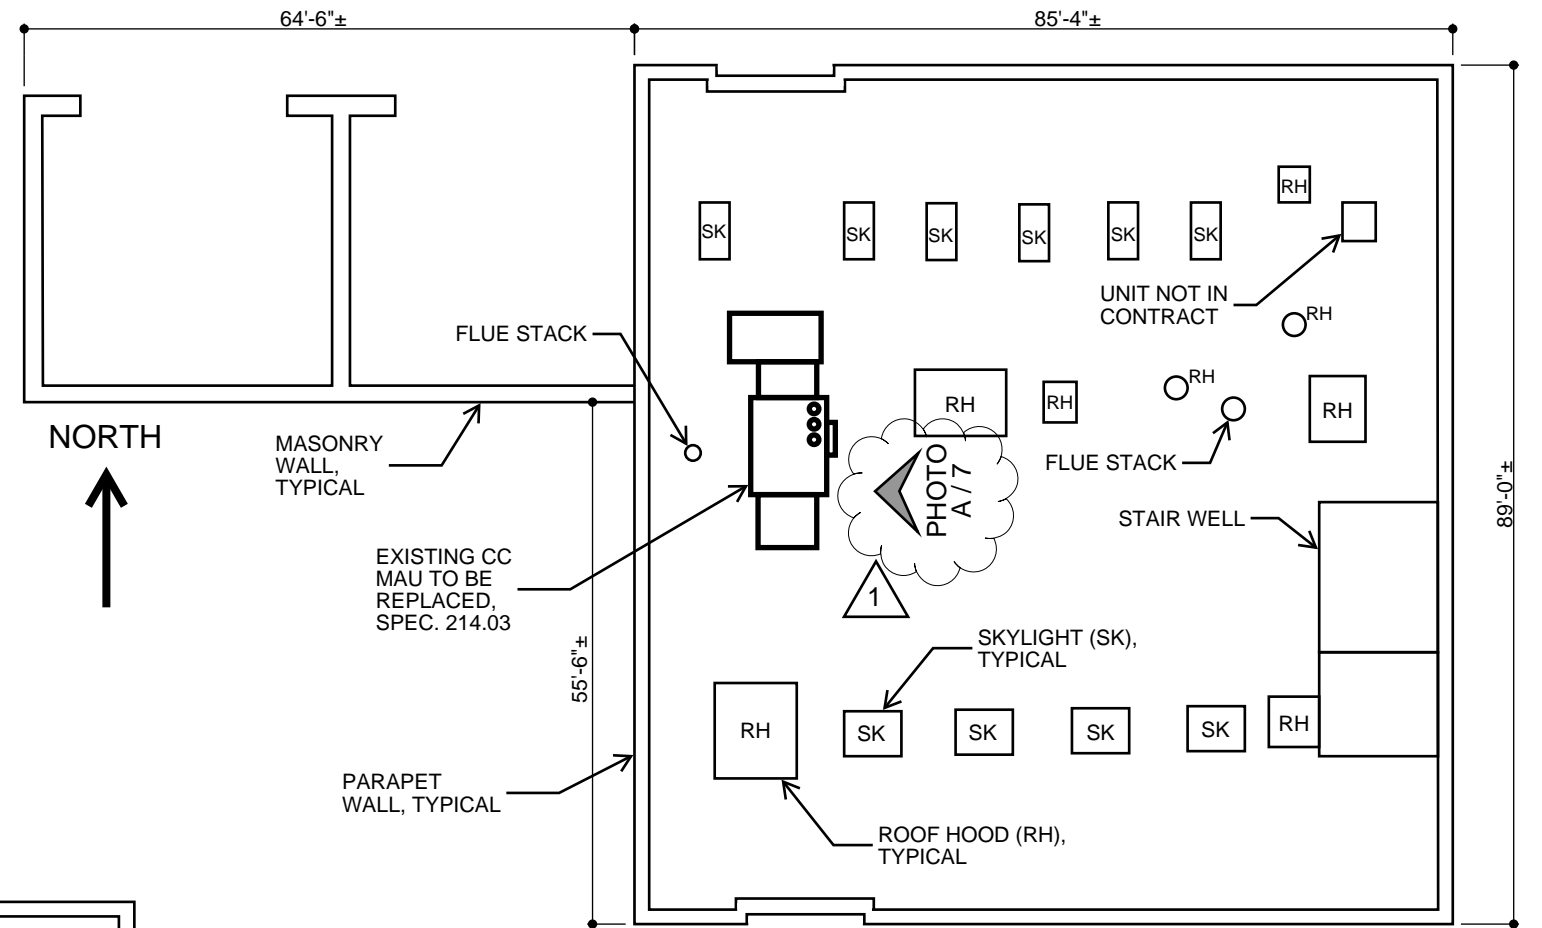 64'-6"±
85'-4"±
RH
SK
SK
SK
SK
SK
SK
UNIT NOT IN
CONTRACT
RH
FLUE STACK
RH
RH
RH
RH
NORTH
MASONRY
WALL,
TYPICAL
FLUE STACK
PHOTO
A / 7
89'-0"±
STAIR WELL
EXISTING CC
MAU TO BE
REPLACED,
SPEC. 214.03
1
55'-6"±
SKYLIGHT (SK),
TYPICAL
RH
SK
SK
SK
SK
RH
PARAPET
WALL, TYPICAL
ROOF HOOD (RH),
TYPICAL